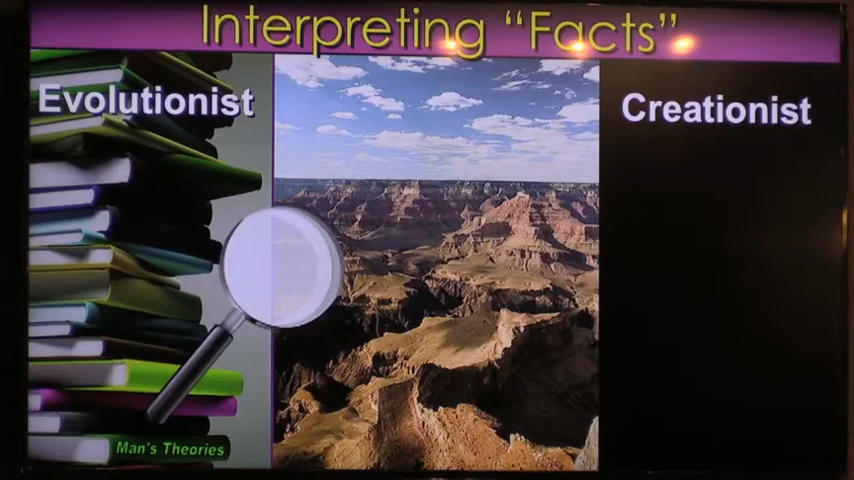 Interpreting “Facts”
Evolutionist
Creationist
Man's Theories